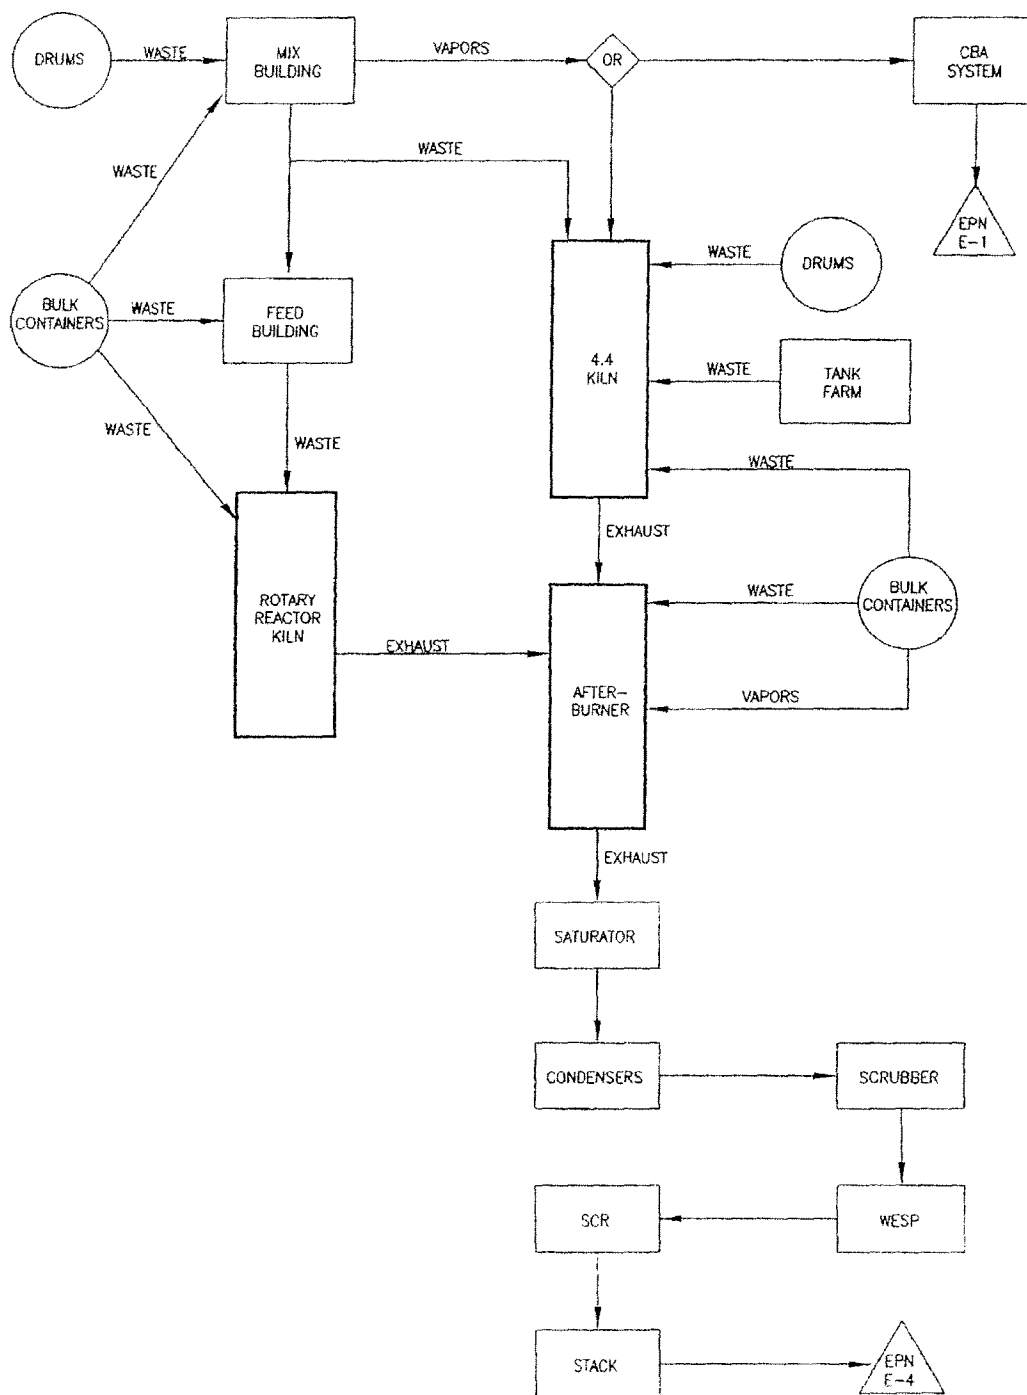 DRUMS
WASTE
MIX
BUILDING
VAPORS
OR
CBA
SYSTEM
WASTE
WASTE
EPN
E-1
WASTE
DRUMS
BULK
CONTAINERS
WASTE
FEED
BUILDING
4.4
KILN
WASTE
TANK
FARM
WASTE
WASTE
WASTE
EXHAUST
ROTARY
REACTOR
KILN
WASTE
BULK
CONTAINERS
EXHAUST
AFTER-
BURNER
VAPORS
EXHAUST
SATURATOR
CONDENSERS
SCRUBBER
SCR
WESP
STACK
EPN
E-4